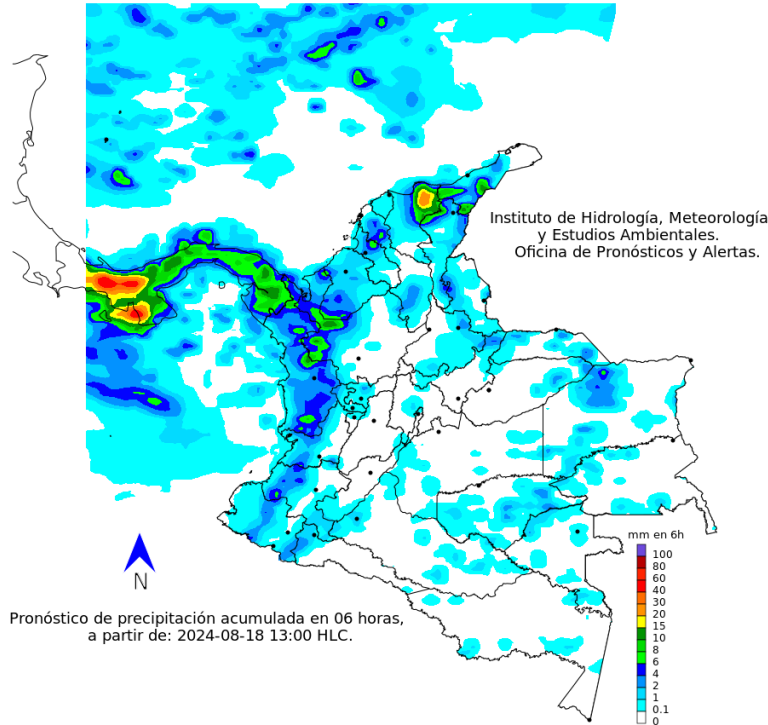 Instituto de Hidrología, Meteorología
y Estudios Ambientales.
Oficina de Pronósticos y Alertas.
D
N
Pronóstico de precipitación acumulada en 06 horas,
a partir de: 2024-08-18 13:00 HLC.
mm en 6h
100
80
60
40
30
20
15
10
8
6
4
2
1
0.1
0